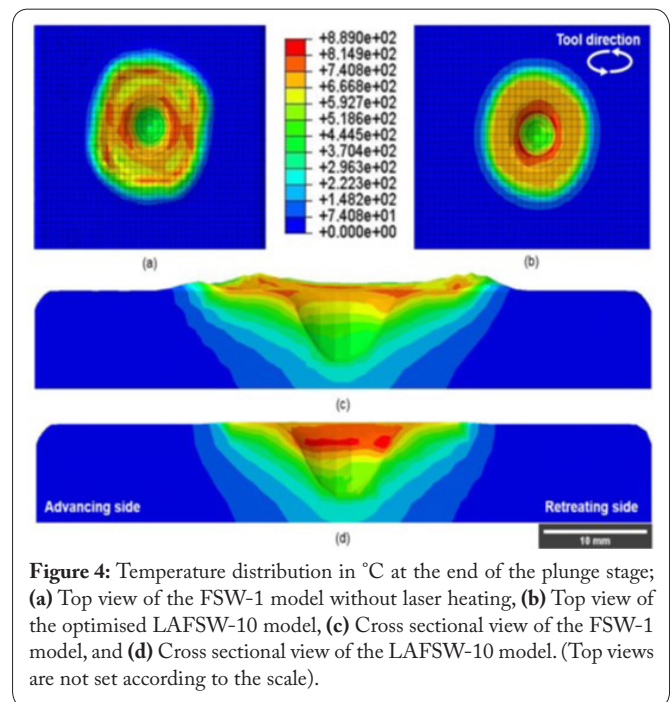 +8.890e+02
+8.149e+02
+7.408e+02
+6.668e+02
+5.927e+02
+5.186e+02
+4.445e+02
+3.704e+02
+2.963e+02
+2.223e+02
+1.482e+02
+7.408e+01
+0.000e+00
Tool direction
(a)
(b)
(c)
Advancing side
Retreating side
(d)
10 mm
Figure 4: Temperature distribution in °C at the end of the plunge stage;
(a) Top view of the FSW-1 model without laser heating, (b) Top view of
the optimised LAFSW-10 model, (c) Cross sectional view of the FSW-1
model, and (d) Cross sectional view of the LAFSW-10 model. (Top views
are not set according to the scale).